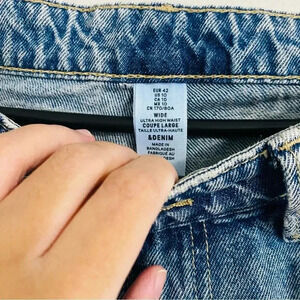 EUR 42
US 10
CA 10
MX 10
CN 170/80A
WIDE
ULTRA HIGH WAIST
COUPE LARGE
TAILLE ULTRA-HAUTE
&DENIM
MADE IN
BANGLADESH
FABRIQUÉ AU
BANGLADESH